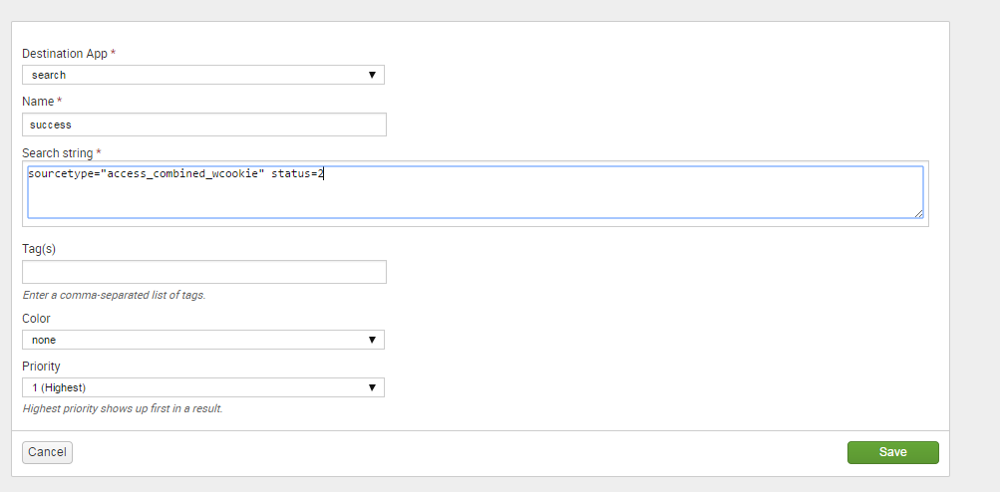 Destination App *
search
Name *
success
Search string *
sourcetype="access_combined_wcookie" status=2
Tag(s)
Enter a comma-separated list of tags.
Color
none
Priority
1 (Highest)
Highest priority shows up first in a result.
Cancel Save